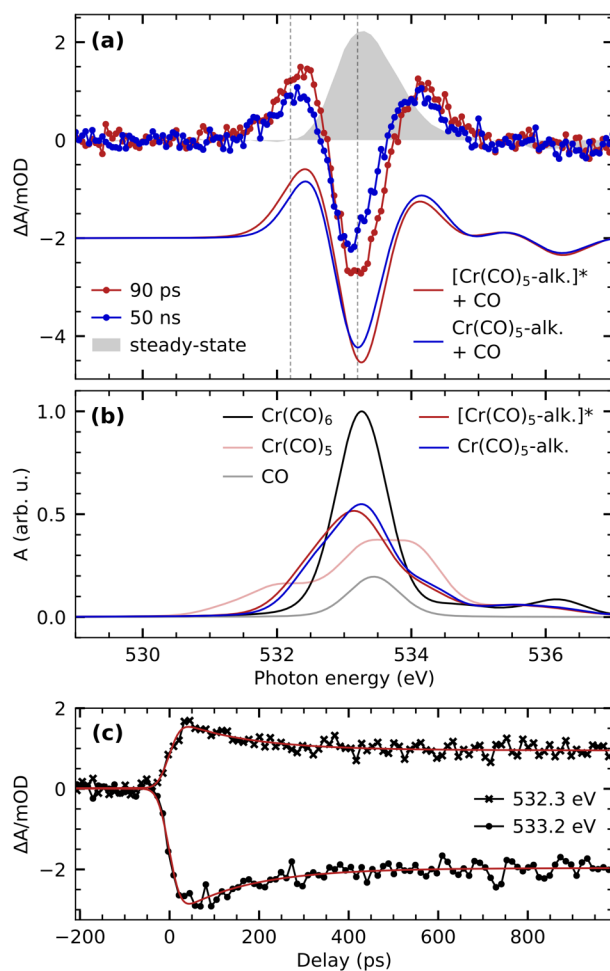 (a)
2
0
−2
−4
ΔA/mOD
90 ps
50 ns
steady-state
[Cr(CO)₅-alk.]*
+ CO
Cr(CO)₅-alk.
+ CO
(b)
1.0
0.5
0.0
A (arb. u.)
Cr(CO)₆
Cr(CO)₅
CO
[Cr(CO)₅-alk.]*
Cr(CO)₅-alk.
530 532 534 536
Photon energy (eV)
(c)
2
0
−2
ΔA/mOD
532.3 eV
533.2 eV
−200 0 200 400 600 800
Delay (ps)